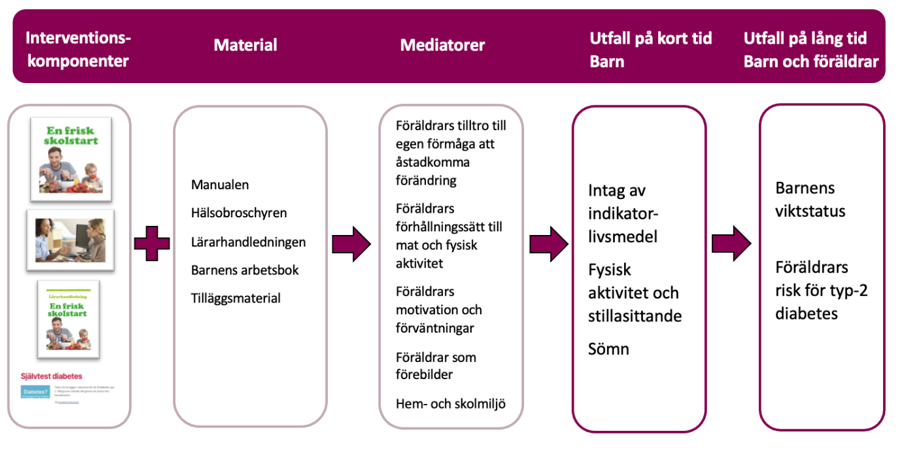 Interventions-
komponenter
Material
Mediatorer
Utfall på kort tid
Barn
Utfall på lång tid
Barn och föräldrar
En frisk
skolstart
Lärarhandledning
En frisk
skolstart
Självtest diabetes
Diabetes?
Manualen
Hälsobroschyren
Lärarhandledningen
Barnens arbetsbok
Tilläggsmaterial
Föräldrars tilltro till
egen förmåga att
åstadkomma
förändring
Föräldrars
förhållningssätt till
mat och fysisk
aktivitet
Föräldrars
motivation och
förväntningar
Föräldrar som
förebilder
Hem- och skolmiljö
Intag av
indikator-
livsmedel
Fysisk
aktivitet och
stillasittande
Sömn
Barnens
viktstatus
Föräldrars
risk för typ-2
diabetes